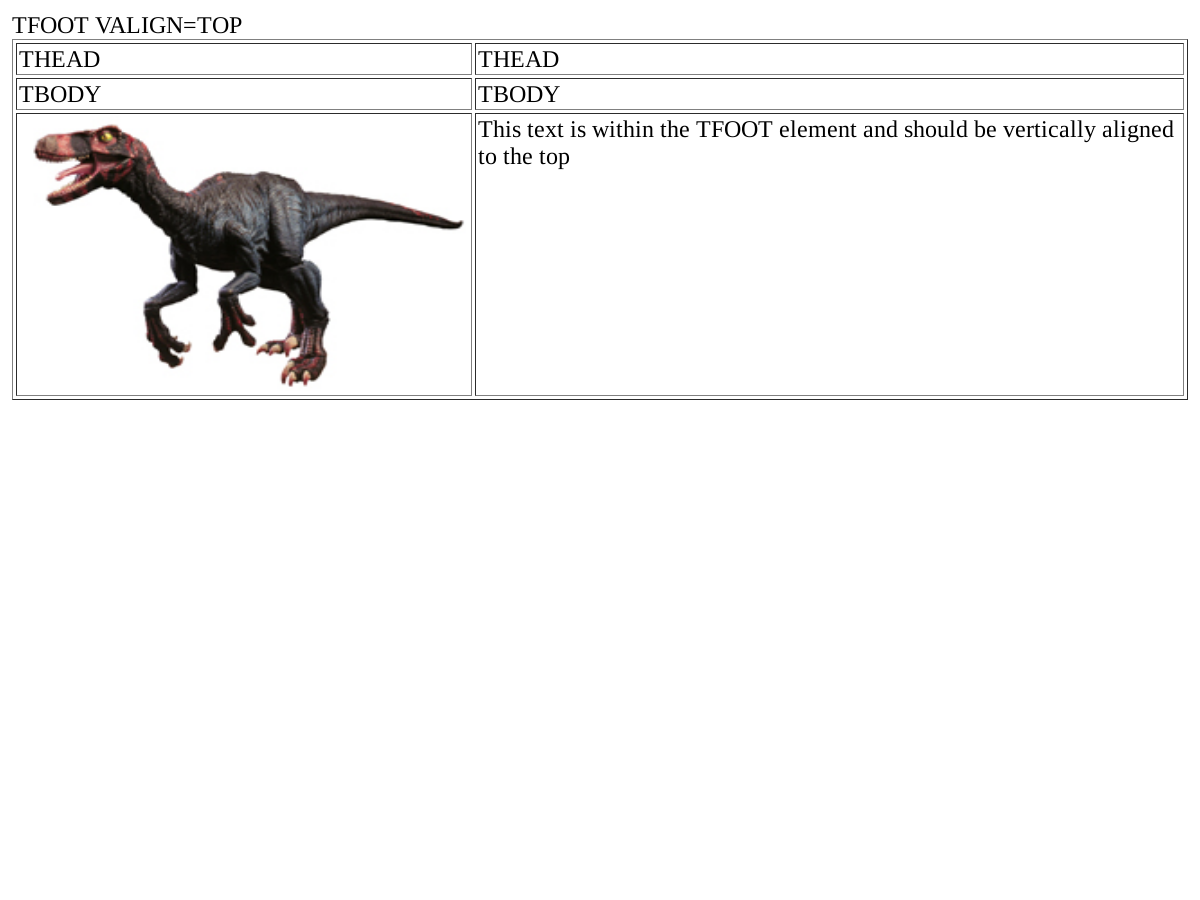 TFOOT VALIGN=TOP
THEAD THEAD
TBODY TBODY
This text is within the TFOOT element and should be vertically aligned
to the top